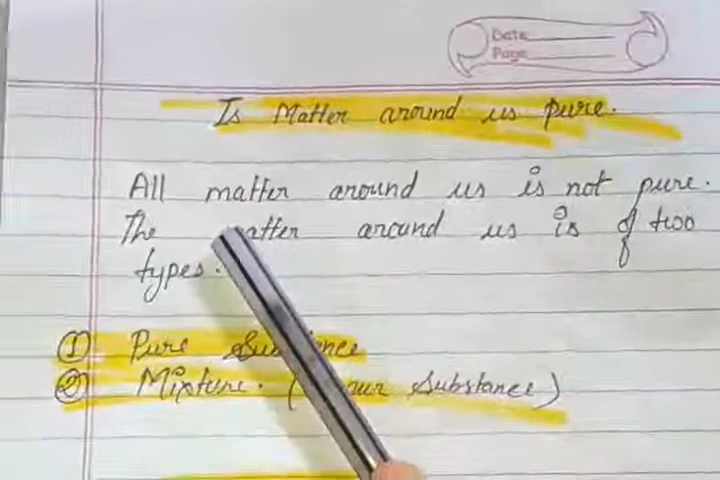 Date
Page
Is Matter around us pure.
All matter around us is not pure.
The matter around us is of two
types.
① Pure
② Mixture. ( Substance)